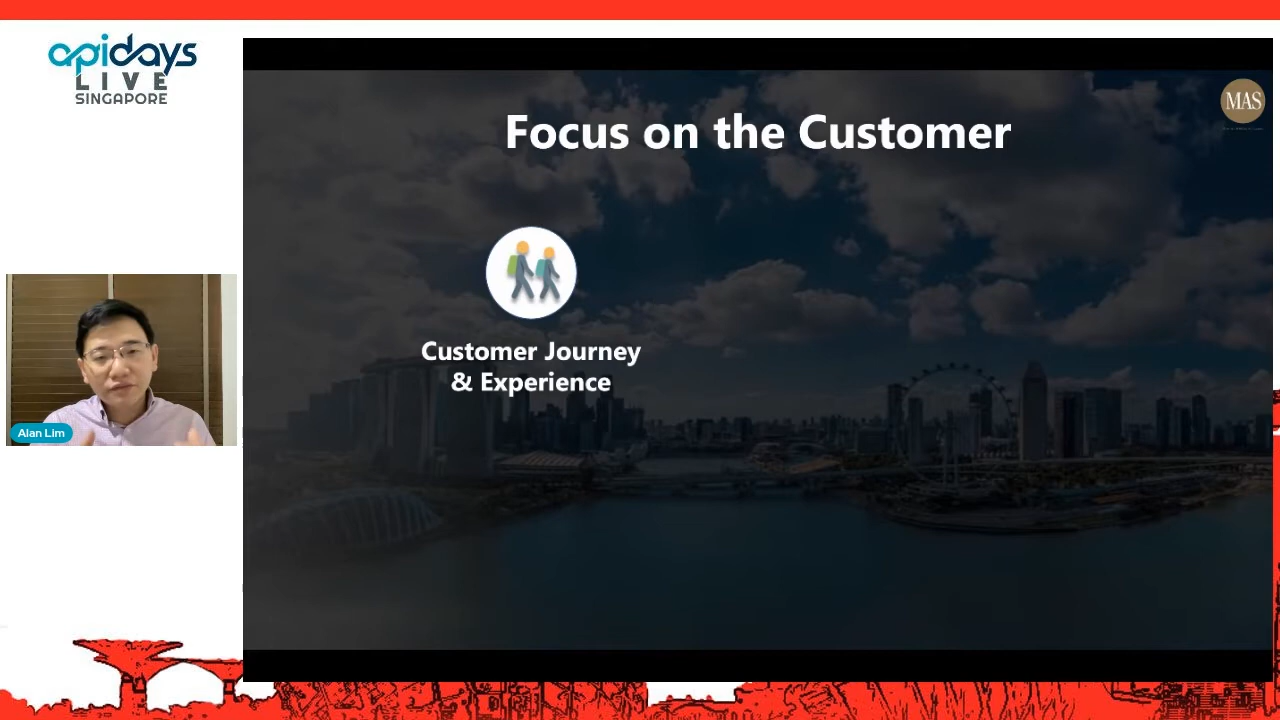 apidays
LIVE
SINGAPORE
MAS
Focus on the Customer
Customer Journey
& Experience
Alan Lim